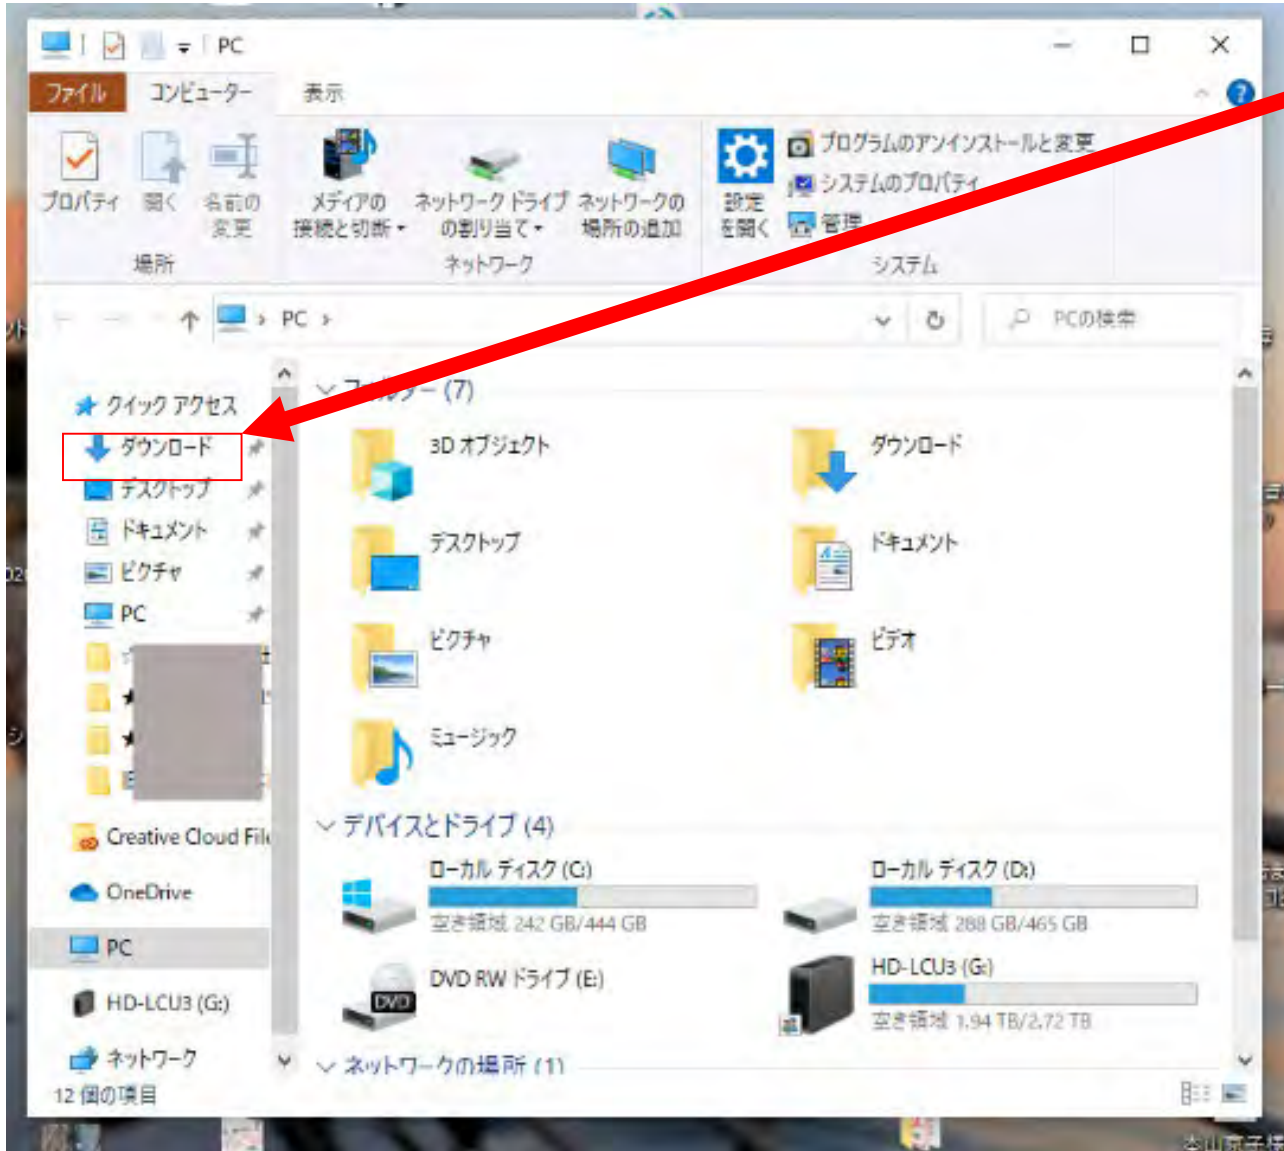 PC
ファイル コンピューター 表示
プロパティ 開く 名前の変更
メディアの接続と切断 ネットワーク ドライブの割り当て ネットワークの場所の追加
設定を開く
プログラムのアンインストールと変更
システムのプロパティ
管理
場所 ネットワーク システム
PC PCの検索
クイック アクセス
ダウンロード
デスクトップ
ドキュメント
ピクチャ
PC
Creative Cloud File
OneDrive
PC
HD-LCU3 (G:)
ネットワーク
フォルダー (7)
3D オブジェクト
ダウンロード
デスクトップ
ドキュメント
ピクチャ
ビデオ
ミュージック
デバイスとドライブ (4)
ローカル ディスク (C:)
空き領域 242 GB/444 GB
ローカル ディスク (D:)
空き領域 288 GB/465 GB
DVD RW ドライブ (E:)
DVD
HD-LCU3 (G:)
空き領域 1.94 TB/2.72 TB
ネットワークの場所 (1)
12 個の項目